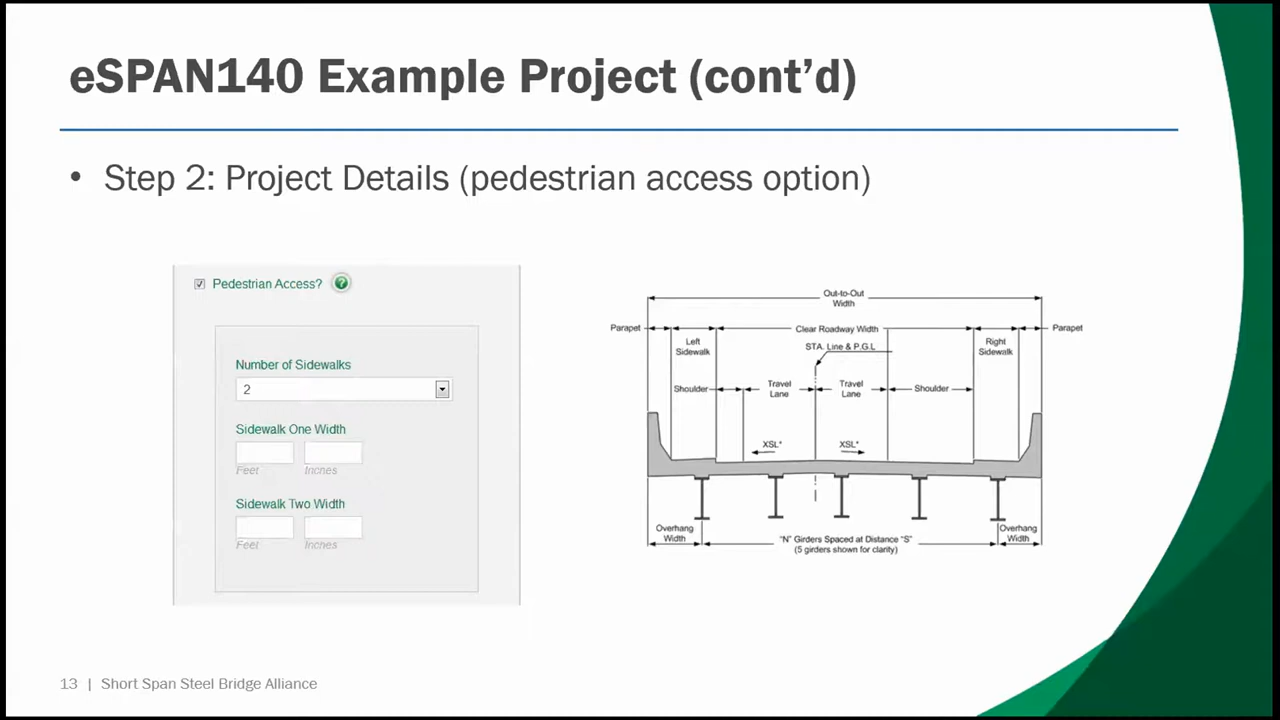 eSPAN140 Example Project (cont’d)
• Step 2: Project Details (pedestrian access option)
Pedestrian Access? ?
Number of Sidewalks
2
Sidewalk One Width
Feet Inches
Sidewalk Two Width
Feet Inches
Out-to-Out
Width
Parapet
Clear Roadway Width
Parapet
Left
Sidewalk
STA. Line & P.G.L
Right
Sidewalk
Shoulder
Travel
Lane
Travel
Lane
Shoulder
XSL*
XSL*
Overhang
Width
"N" Girders Spaced at Distance "S"
(5 girders shown for clarity)
Overhang
Width
13 | Short Span Steel Bridge Alliance